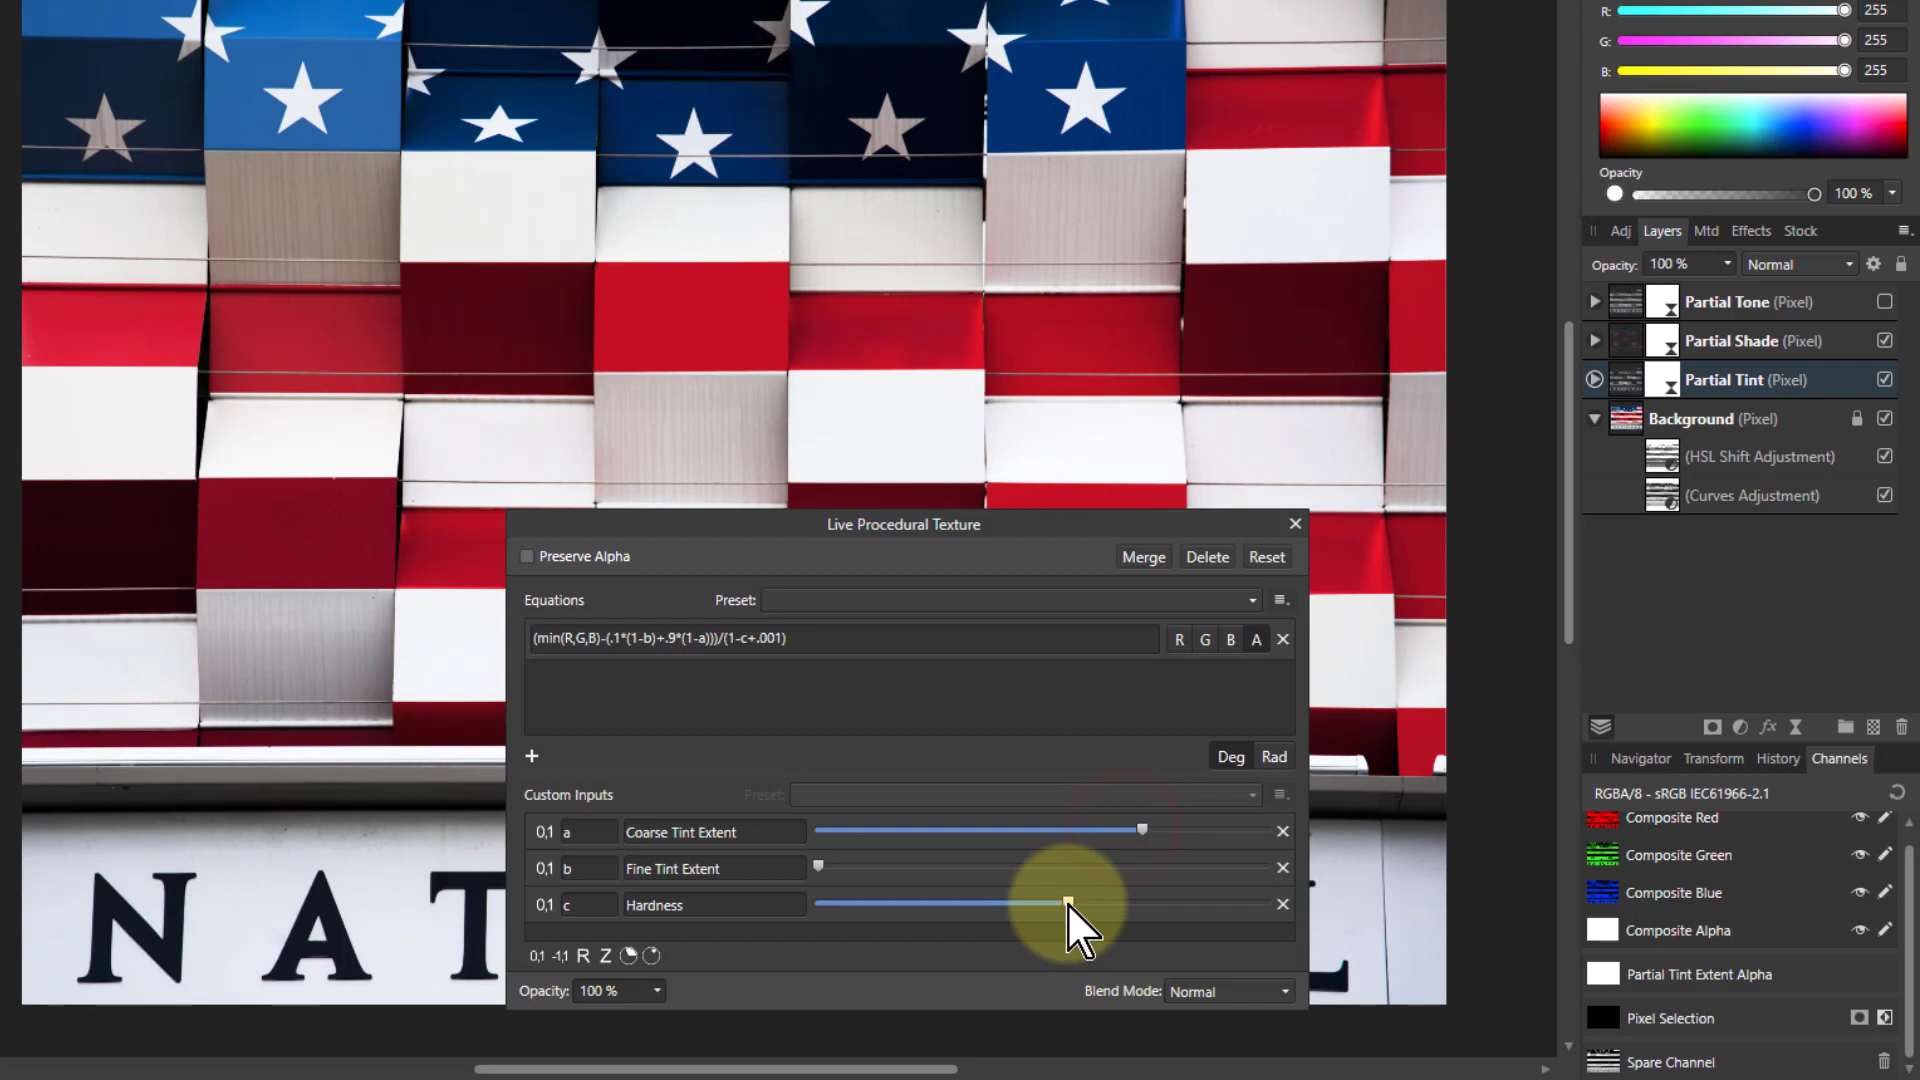 R: 255
G: 255
B: 255
Opacity
100 %
Adj Layers Mtd Effects Stock
Opacity: 100 % Normal
Partial Tone (Pixel)
Partial Shade (Pixel)
Partial Tint (Pixel)
Background (Pixel)
(HSL Shift Adjustment)
(Curves Adjustment)
Live Procedural Texture
Preserve Alpha Merge Delete Reset
Equations Preset:
(min(R,G,B)-(.1*(1-b)+.9*(1-a)))/(1-c+.001) R G B A
Deg Rad
Custom Inputs Preset:
0,1 a Coarse Tint Extent
0,1 b Fine Tint Extent
0,1 c Hardness
0,1 -1,1 R Z
Opacity: 100 % Blend Mode: Normal
fx
Navigator Transform History Channels
RGBA/8 - sRGB IEC61966-2.1
Composite Red
Composite Green
Composite Blue
Composite Alpha
Partial Tint Extent Alpha
Pixel Selection
Spare Channel
N A T L